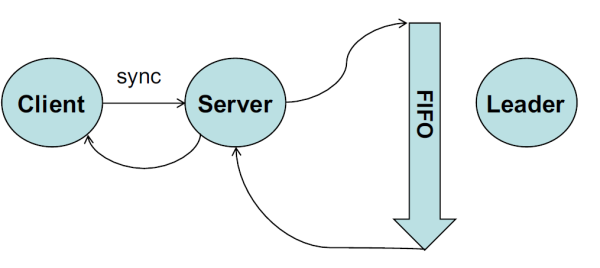 sync
Client
Server
FIFO
Leader